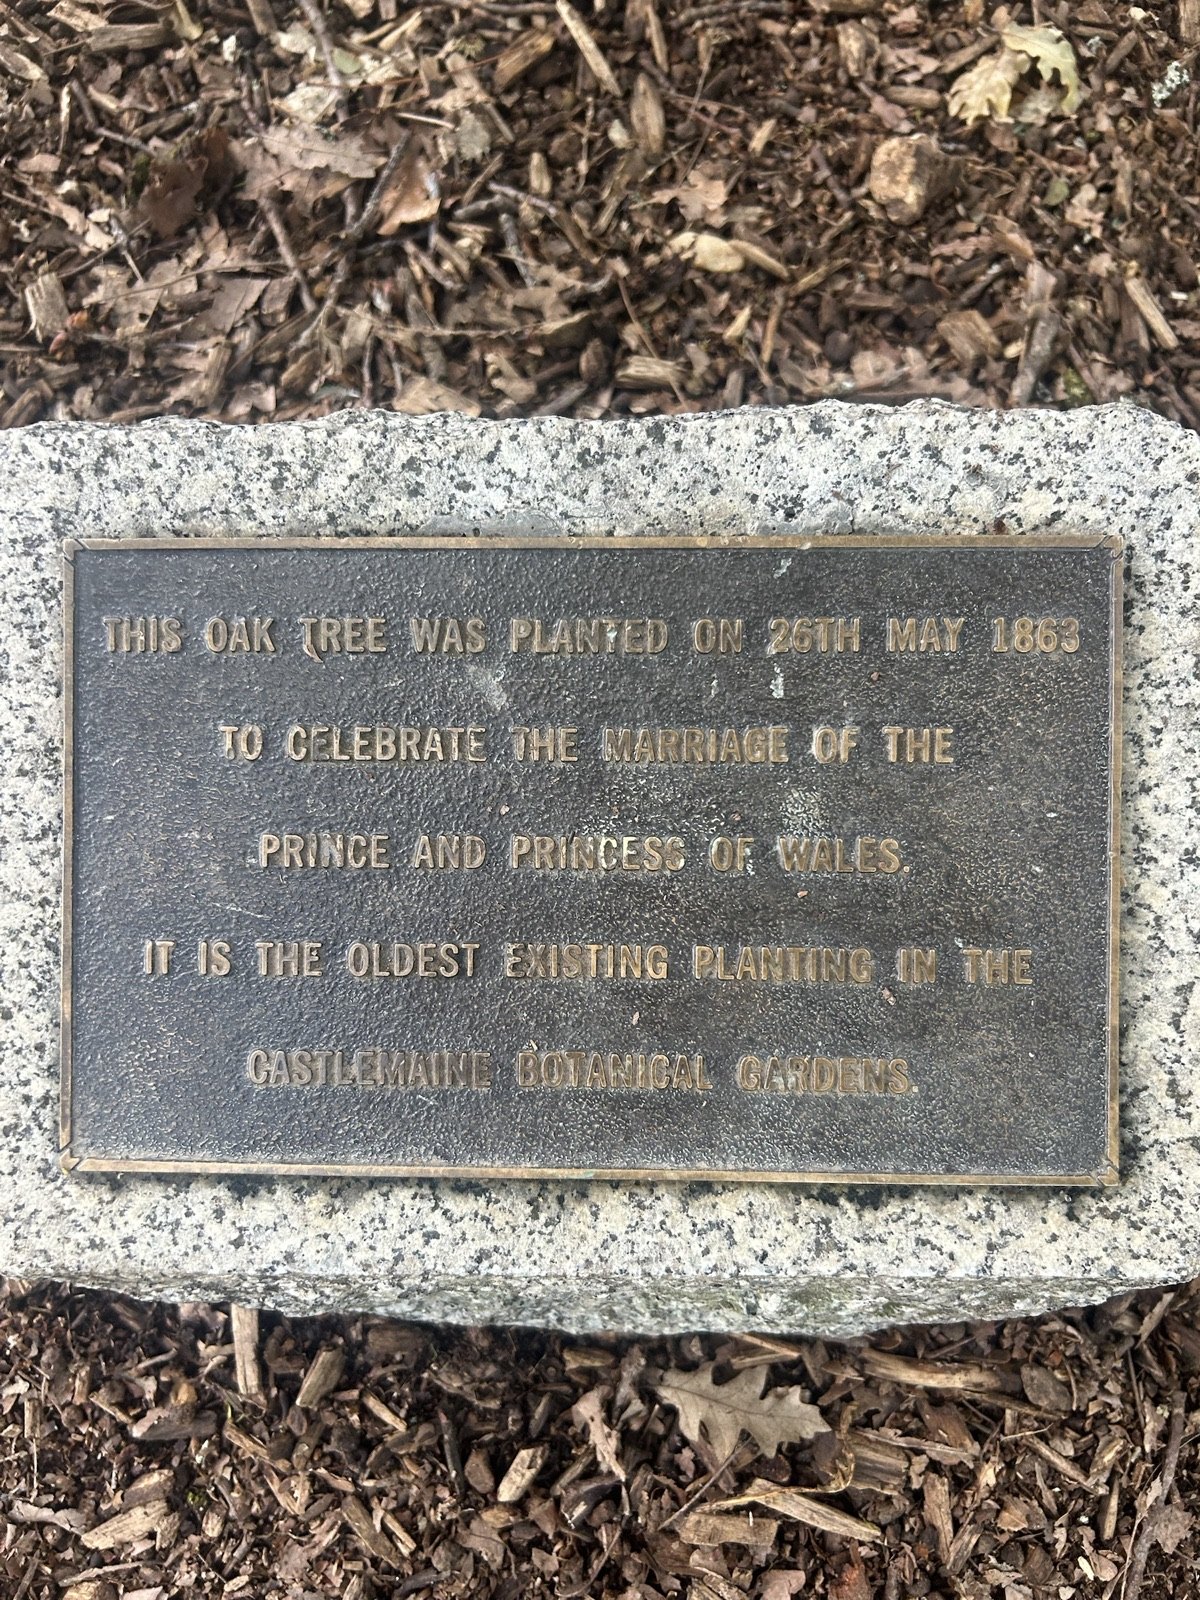 THIS OAK TREE WAS PLANTED ON 26TH MAY 1863
TO CELEBRATE THE MARRIAGE OF THE
PRINCE AND PRINCESS OF WALES.
IT IS THE OLDEST EXISTING PLANTING IN THE
CASTLEMAINE BOTANICAL GARDENS.